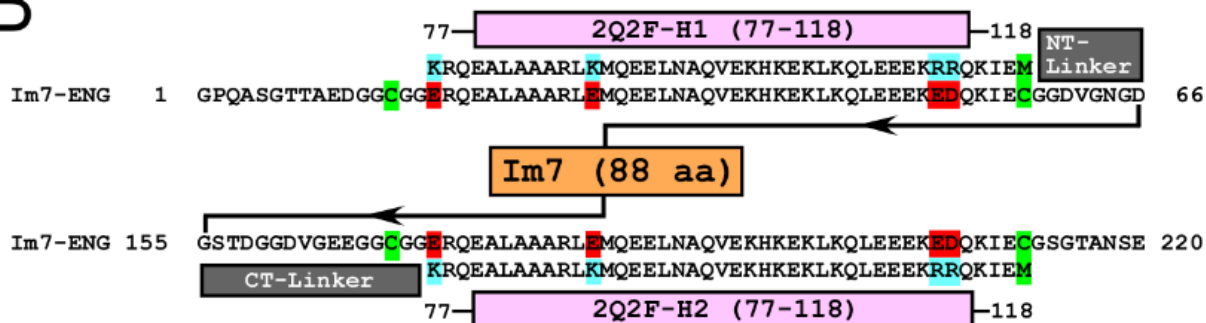 D
77 2Q2F-H1 (77-118) 118
NT-
Linker
KRQEALAAARLKMQEELNAQVEKHKEKLKQLEEEKRRQKIEM
Im7-ENG 1 GPQASGTTAEDGGCGGERQEALAAARLEMQEELNAQVEKHKEKLKQLEEEKEDQKIECGGDVGNGD 66
Im7 (88 aa)
Im7-ENG 155 GSTDGGDVGEEGGCGGERQEALAAARLEMQEELNAQVEKHKEKLKQLEEEKEDQKIECGSGTANSE 220
CT-Linker
KRQEALAAARLKMQEELNAQVEKHKEKLKQLEEEKRRQKIEM
77 2Q2F-H2 (77-118) 118